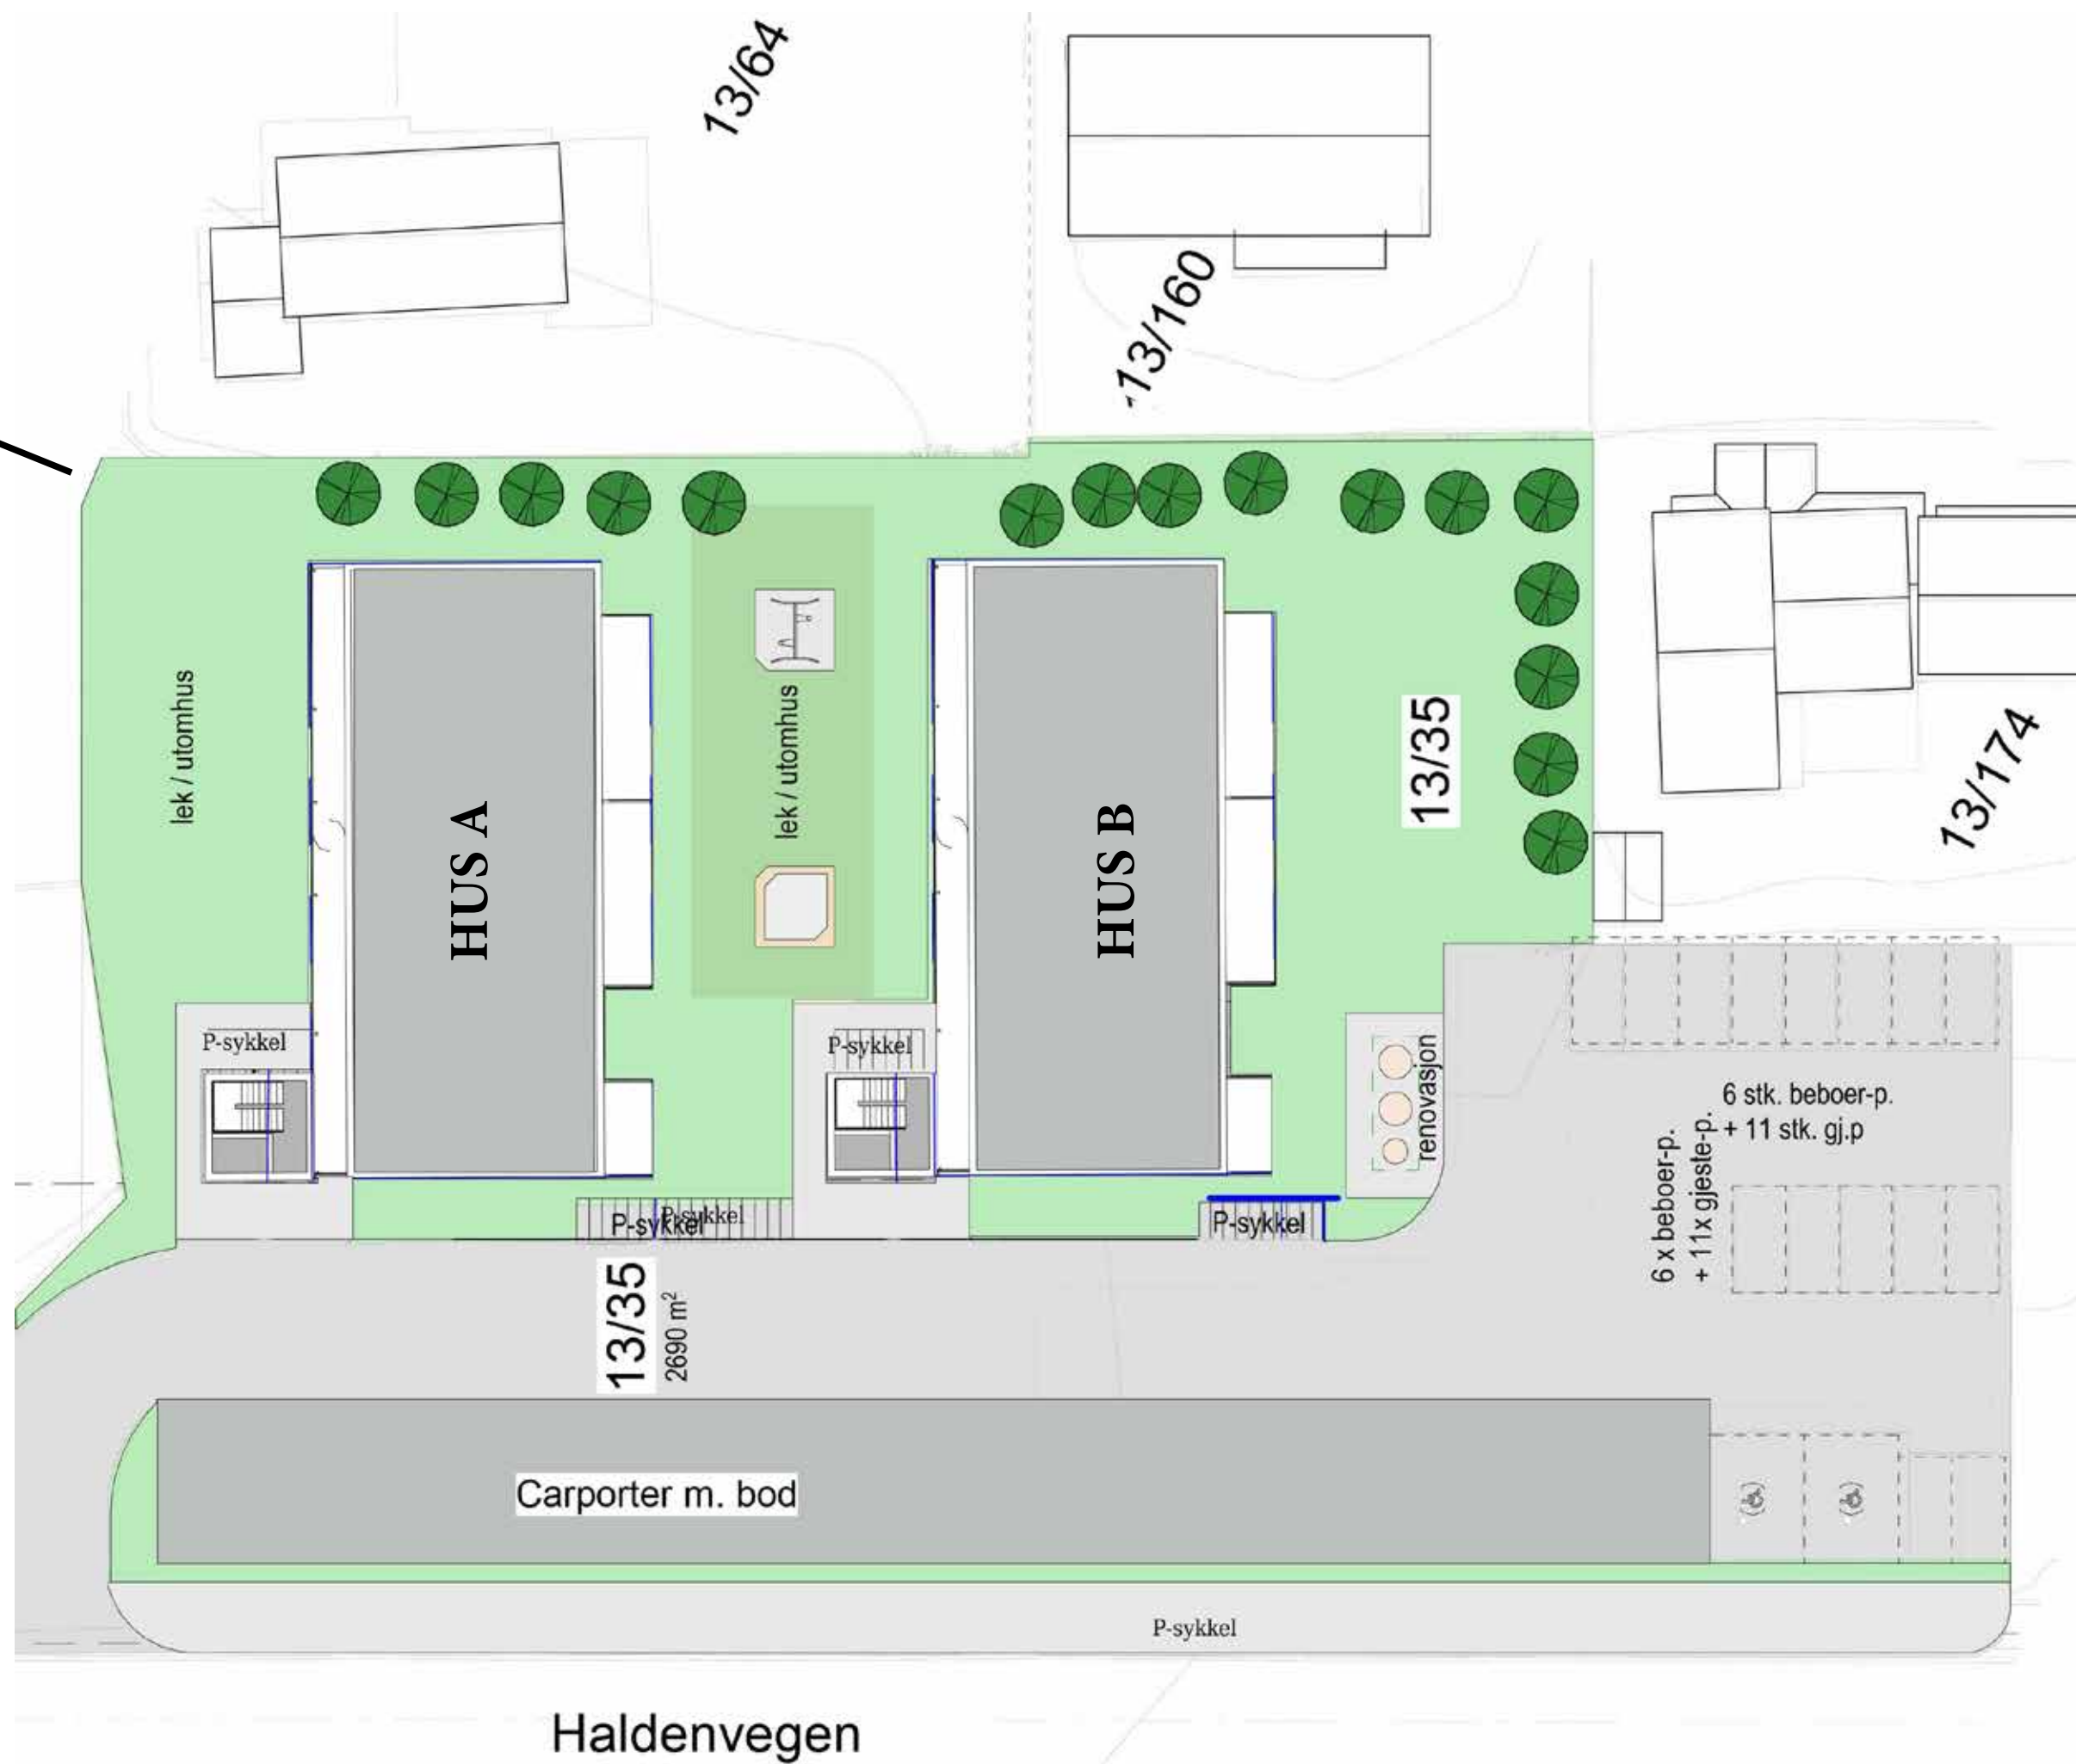 13/64
13/160
lek / utomhus
lek / utomhus
13/35
13/174
HUS A
HUS B
P-sykkel
P-sykkel
renovasjon
6 stk. beboer-p.
+ 11 stk. gj.p
6 x beboer-p.
+ 11x gjeste-p.
P-sykkel
P-sykkel
P-sykkel
13/35
2690 m²
Carporter m. bod
P-sykkel
Haldenvegen